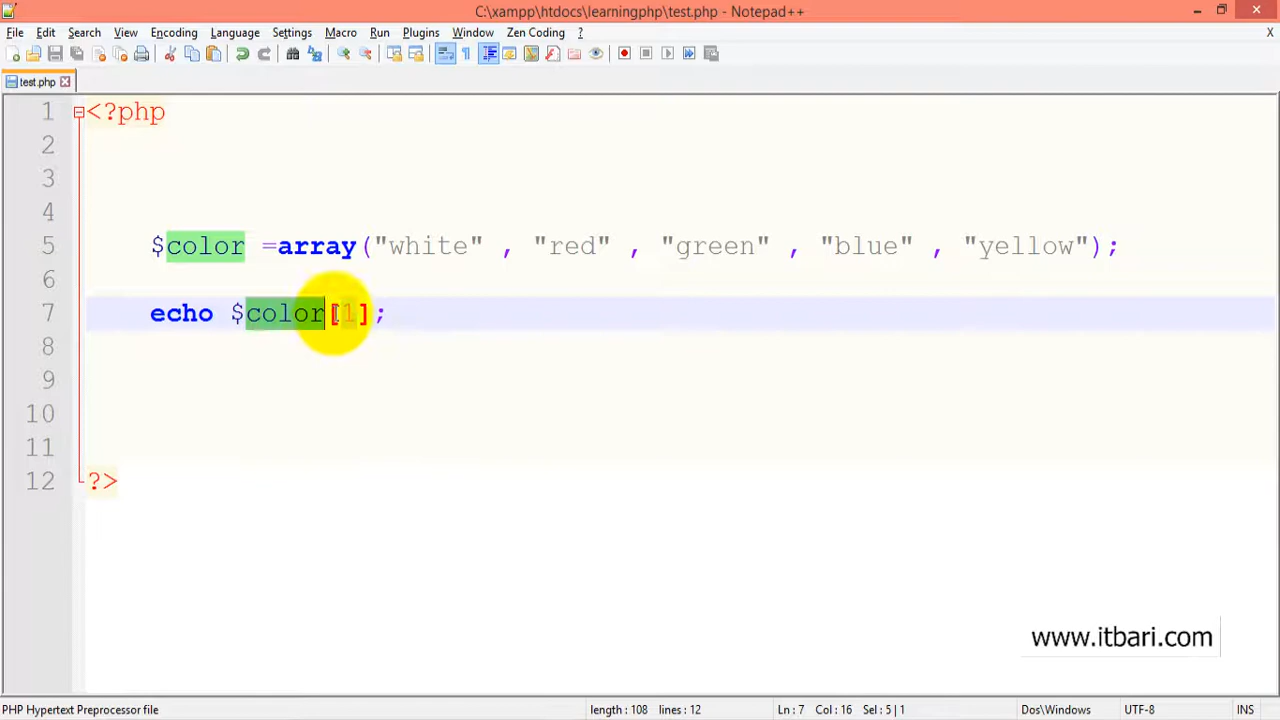 C:\xampp\htdocs\learningphp\test.php - Notepad++
File Edit Search View Encoding Language Settings Macro Run Plugins Window Zen Coding ? X
test.php
1 <?php
2
3
4
5 $color =array("white" , "red" , "green" , "blue" , "yellow");
6
7 echo $color[1];
8
9
10
11
12 ?>
www.itbari.com
PHP Hypertext Preprocessor file length : 108 lines : 12 Ln : 7 Col : 16 Sel : 5 | 1 Dos\Windows UTF-8 INS